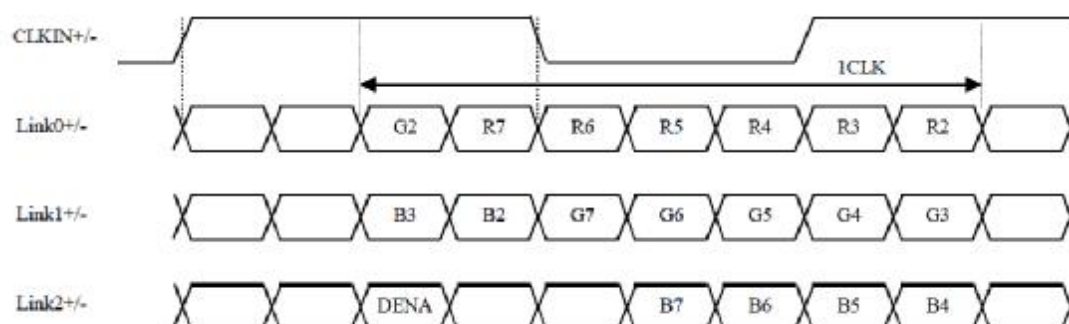 CLKIN+/-
1CLK
Link0+/- G2 R7 R6 R5 R4 R3 R2
Link1+/- B3 B2 G7 G6 G5 G4 G3
Link2+/- DENA B7 B6 B5 B4